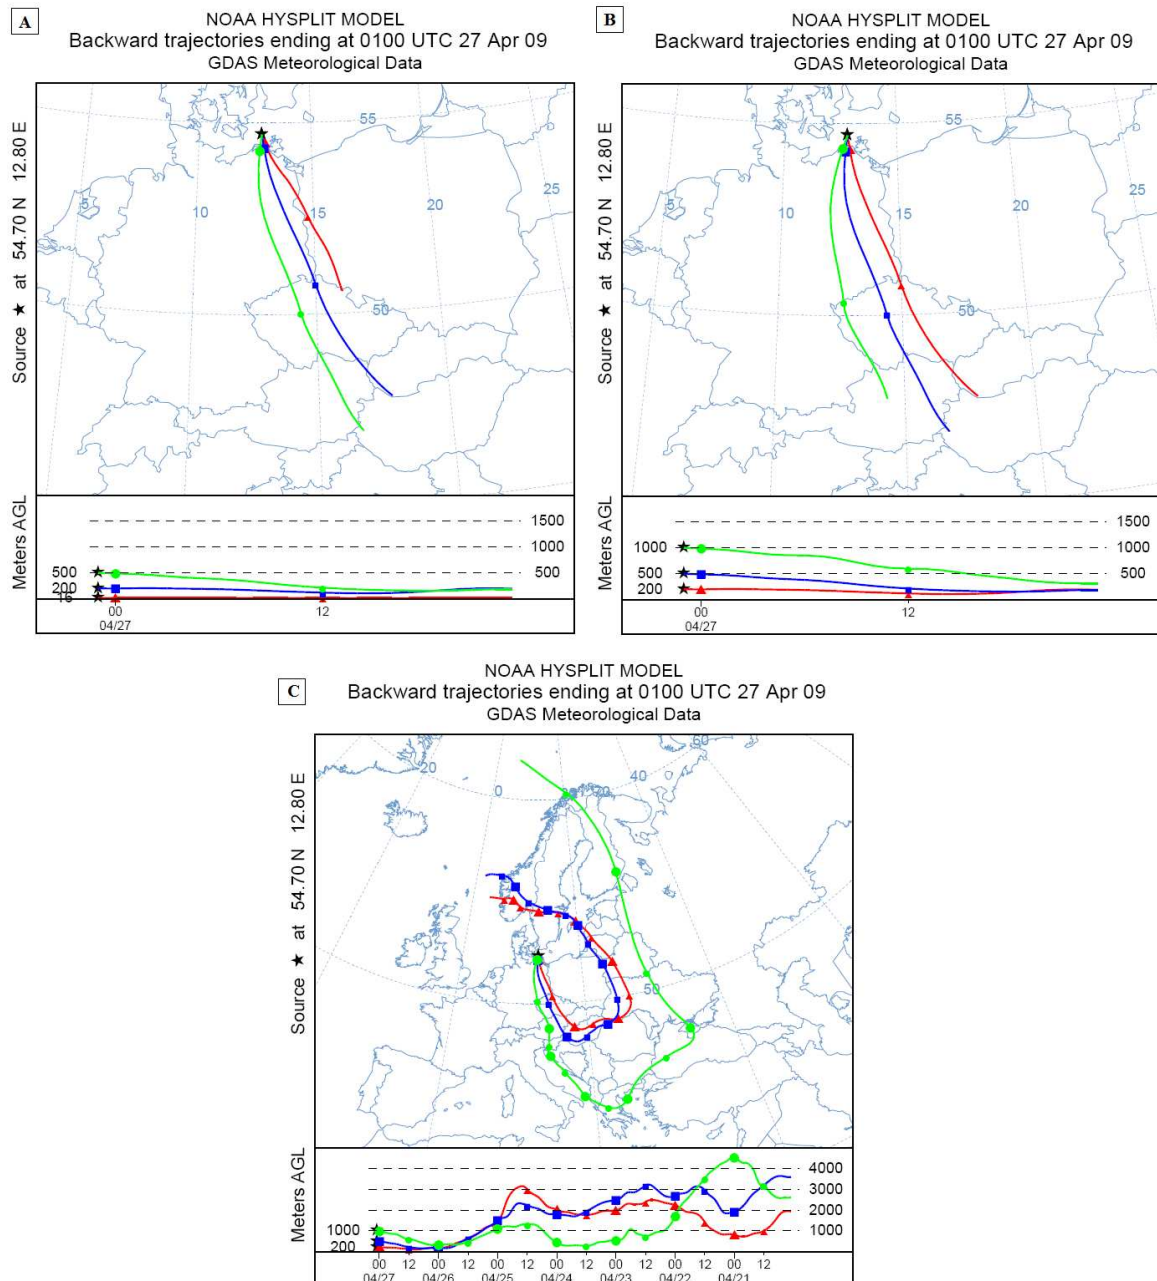 A
NOAA HYSPLIT MODEL
Backward trajectories ending at 0100 UTC 27 Apr 09
GDAS Meteorological Data
Source ★ at 54.70 N 12.80 E
5
10
15
20
25
55
50
Meters AGL
1500
1000
500
500
200
16
00
12
04/27
B
NOAA HYSPLIT MODEL
Backward trajectories ending at 0100 UTC 27 Apr 09
GDAS Meteorological Data
Source ★ at 54.70 N 12.80 E
5
10
15
20
25
55
50
Meters AGL
1500
1000
1000
500
500
200
00
12
04/27
C
NOAA HYSPLIT MODEL
Backward trajectories ending at 0100 UTC 27 Apr 09
GDAS Meteorological Data
Source ★ at 54.70 N 12.80 E
20
0
40
60
50
Meters AGL
4000
3000
2000
1000
1000
200
00 12 00 12 00 12 00 12 00 12 00 12 00 12
04/27 04/26 04/25 04/24 04/23 04/22 04/21